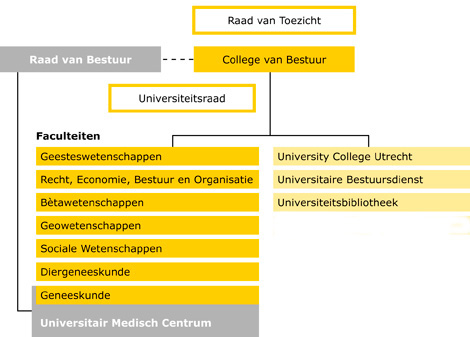 Raad van Toezicht
Raad van Bestuur
College van Bestuur
Universiteitsraad
Faculteiten
Geesteswetenschappen
Recht, Economie, Bestuur en Organisatie
Bètawetenschappen
Geowetenschappen
Sociale Wetenschappen
Diergeneeskunde
Geneeskunde
Universitair Medisch Centrum
University College Utrecht
Universitaire Bestuursdienst
Universiteitsbibliotheek